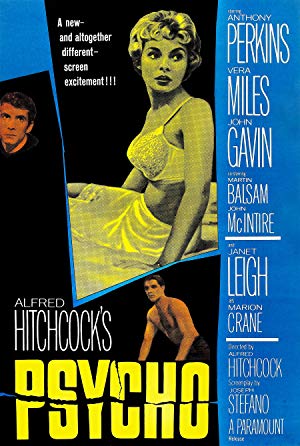 A new—
and altogether
different—
screen
excitement!!!
starring
ANTHONY
PERKINS
VERA
MILES
JOHN
GAVIN
co-starring
MARTIN
BALSAM
JOHN
McINTIRE
and
JANET
LEIGH
as
MARION
CRANE
Directed by
ALFRED
HITCHCOCK
Screenplay by
JOSEPH
STEFANO
A PARAMOUNT
Release
ALFRED
HITCHCOCK'S
PSYCHO